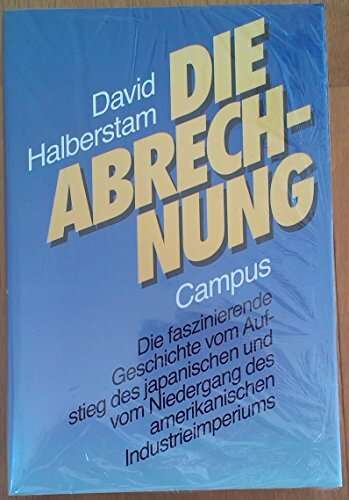 David
Halberstam
DIE
ABRECH-
NUNG
Campus
Die faszinierende
Geschichte vom Auf-
stieg des japanischen und
vom Niedergang des
amerikanischen
Industrieimperiums